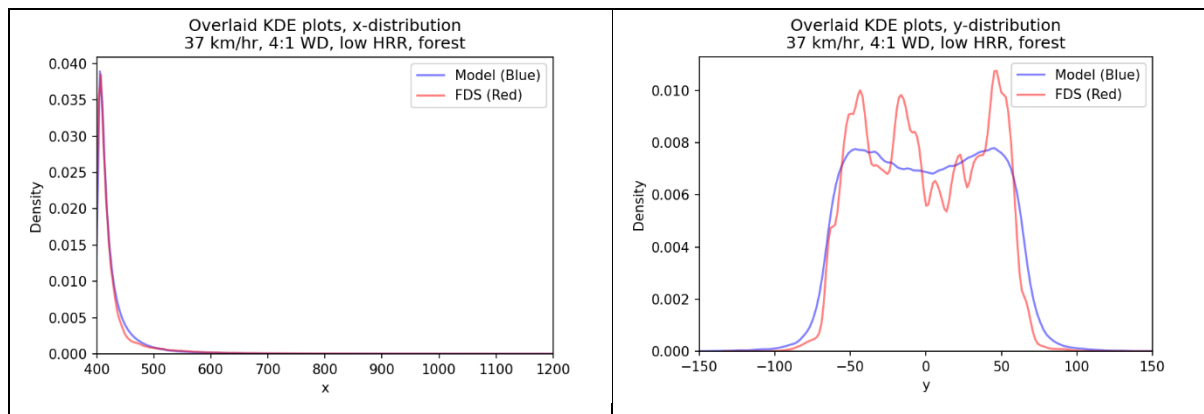 Overlaid KDE plots, x-distribution
37 km/hr, 4:1 WD, low HRR, forest
Model (Blue)
FDS (Red)
Density
0.040
0.035
0.030
0.025
0.020
0.015
0.010
0.005
0.000
400 500 600 700 800 900 1000 1100 1200
x
Overlaid KDE plots, y-distribution
37 km/hr, 4:1 WD, low HRR, forest
Model (Blue)
FDS (Red)
Density
0.010
0.008
0.006
0.004
0.002
0.000
−150 −100 −50 0 50 100 150
y